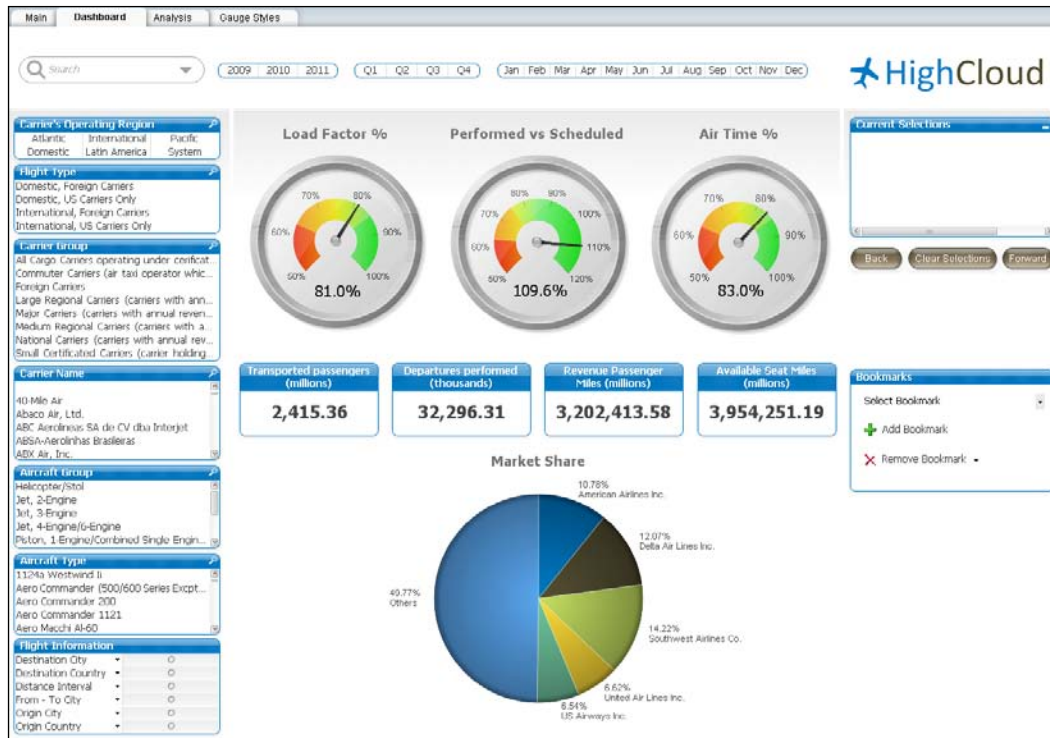 Main Dashboard Analysis Gauge Styles
Search
2009 2010 2011
Q1 Q2 Q3 Q4
Jan Feb Mar Apr May Jun Jul Aug Sep Oct Nov Dec
HighCloud
Carrier's Operating Region
Atlantic International Pacific
Domestic Latin America System
Flight Type
Domestic, Foreign Carriers
Domestic, US Carriers Only
International, Foreign Carriers
International, US Carriers Only
Carrier Group
All Cargo Carriers operating under cerificat...
Commuter Carriers (air taxi operator whic...
Foreign Carriers
Large Regional Carriers (carriers with ann...
Major Carriers (carriers with annual reven...
Medium Regional Carriers (carriers with a...
National Carriers (carriers with annual rev...
Small Certificated Carriers (carrier holding...
Carrier Name
40-Mile Air
Abaco Air, Ltd.
ABC Aerolineas SA de CV dba Interjet
ABSA-Aerolinhas Brasileiras
ABX Air, Inc.
Aircraft Group
Helicopter/Stol
Jet, 2-Engine
Jet, 3-Engine
Jet, 4-Engine/6-Engine
Piston, 1-Engine/Combined Single Engin...
Aircraft Type
1124a Westwind Ii
Aero Commander (500/600 Series Excpt...
Aero Commander 200
Aero Commander 1121
Aero Macchi Al-60
Flight Information
Destination City
Destination Country
Distance Interval
From - To City
Origin City
Origin Country
Load Factor %
50% 60% 70% 80% 90% 100%
81.0%
Performed vs Scheduled
50% 60% 70% 80% 90% 100% 110% 120%
109.6%
Air Time %
50% 60% 70% 80% 90% 100%
83.0%
Transported passengers
(millions)
2,415.36
Departures performed
(thousands)
32,296.31
Revenue Passenger
Miles (millions)
3,202,413.58
Available Seat Miles
(millions)
3,954,251.19
Market Share
10.78%
American Airlines Inc.
12.07%
Delta Air Lines Inc.
14.22%
Southwest Airlines Co.
6.62%
United Air Lines Inc.
6.54%
US Airways Inc.
49.77%
Others
Current Selections
Back Clear Selections Forward
Bookmarks
Select Bookmark
Add Bookmark
Remove Bookmark